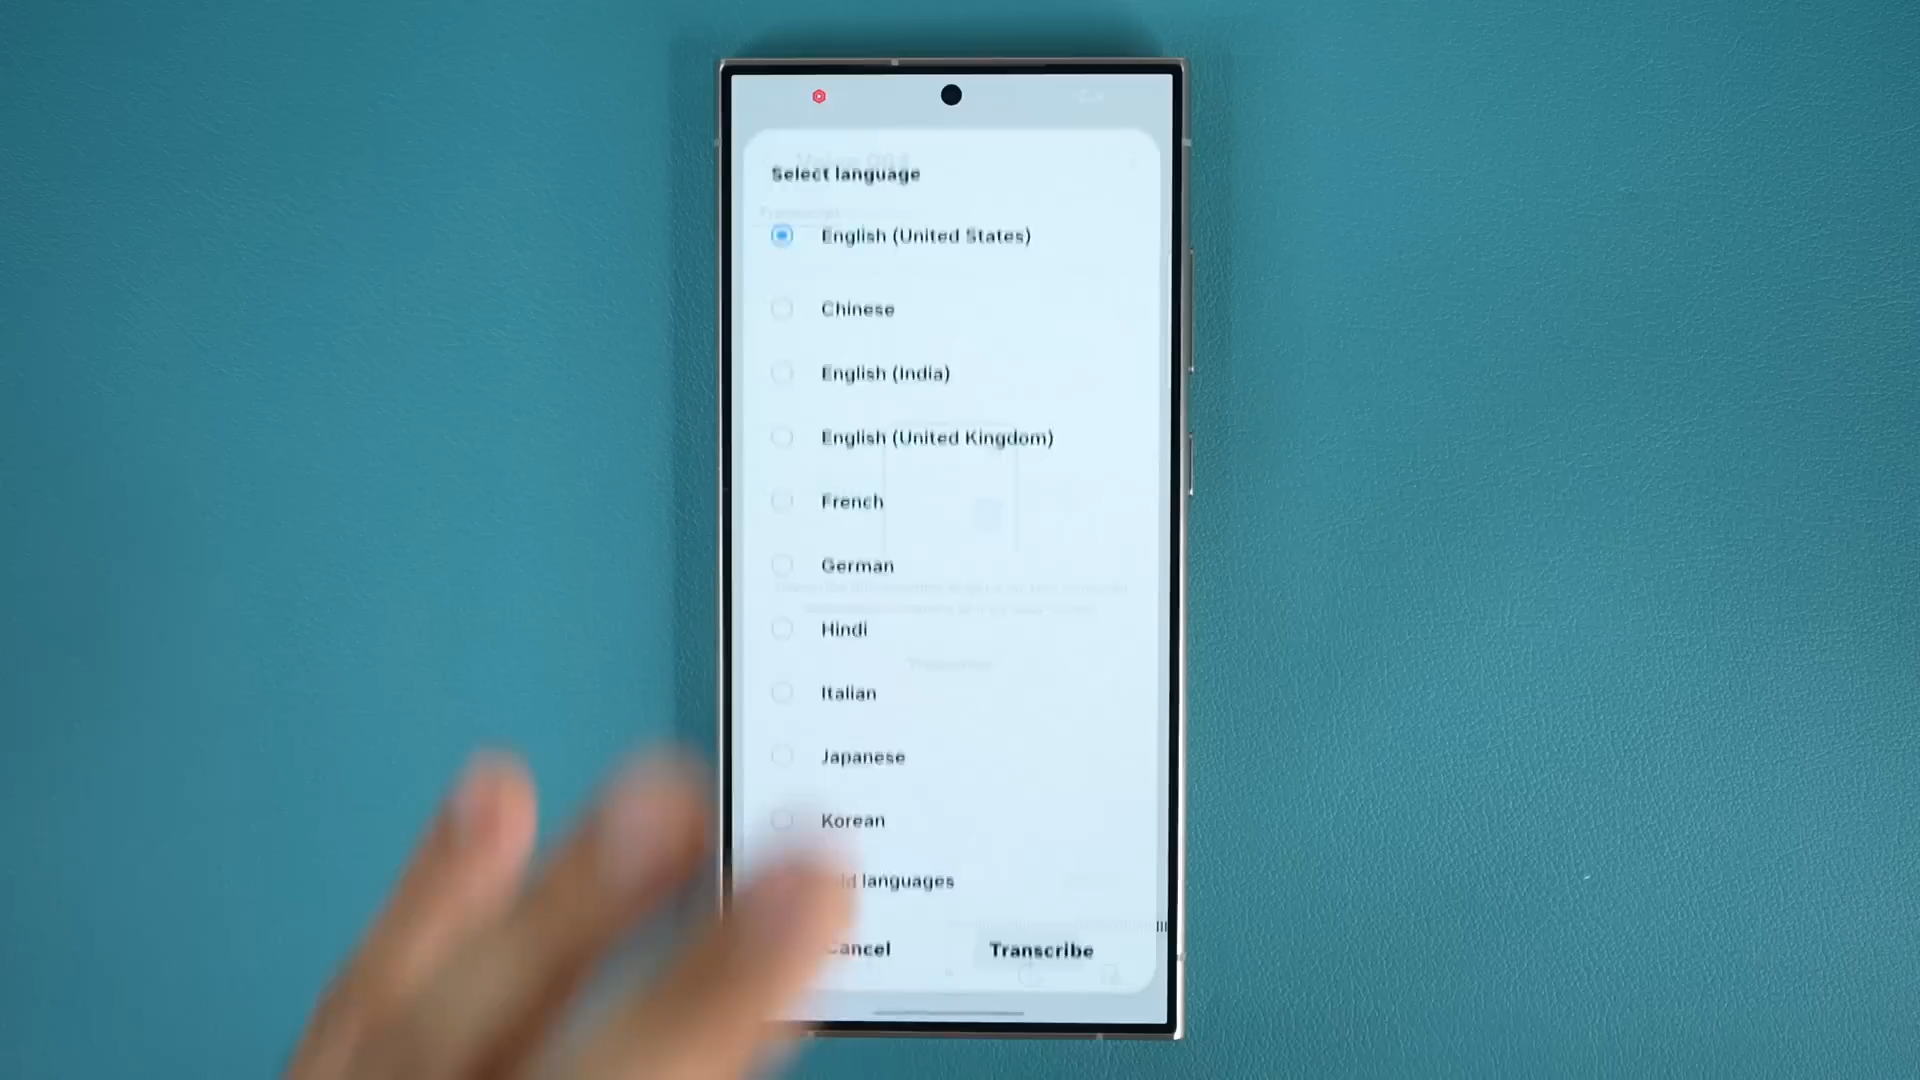 Select language
English (United States)
Chinese
English (India)
English (United Kingdom)
French
German
Hindi
Italian
Japanese
Korean
languages
Cancel
Transcribe